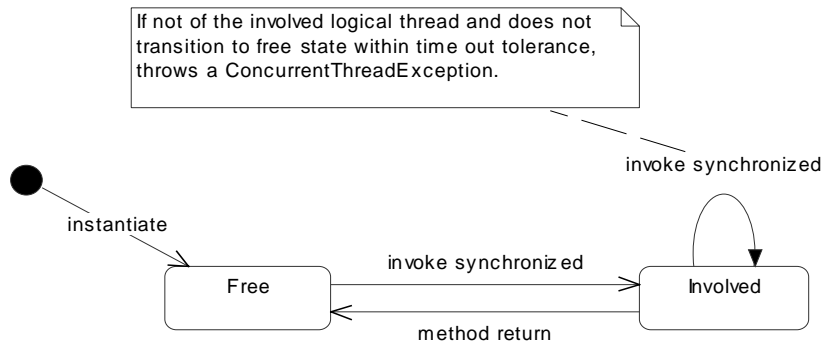 If not of the involved logical thread and does not
transition to free state within time out tolerance,
throws a ConcurrentThreadException.
invoke synchronized
instantiate
Free
invoke synchronized
Involved
method return